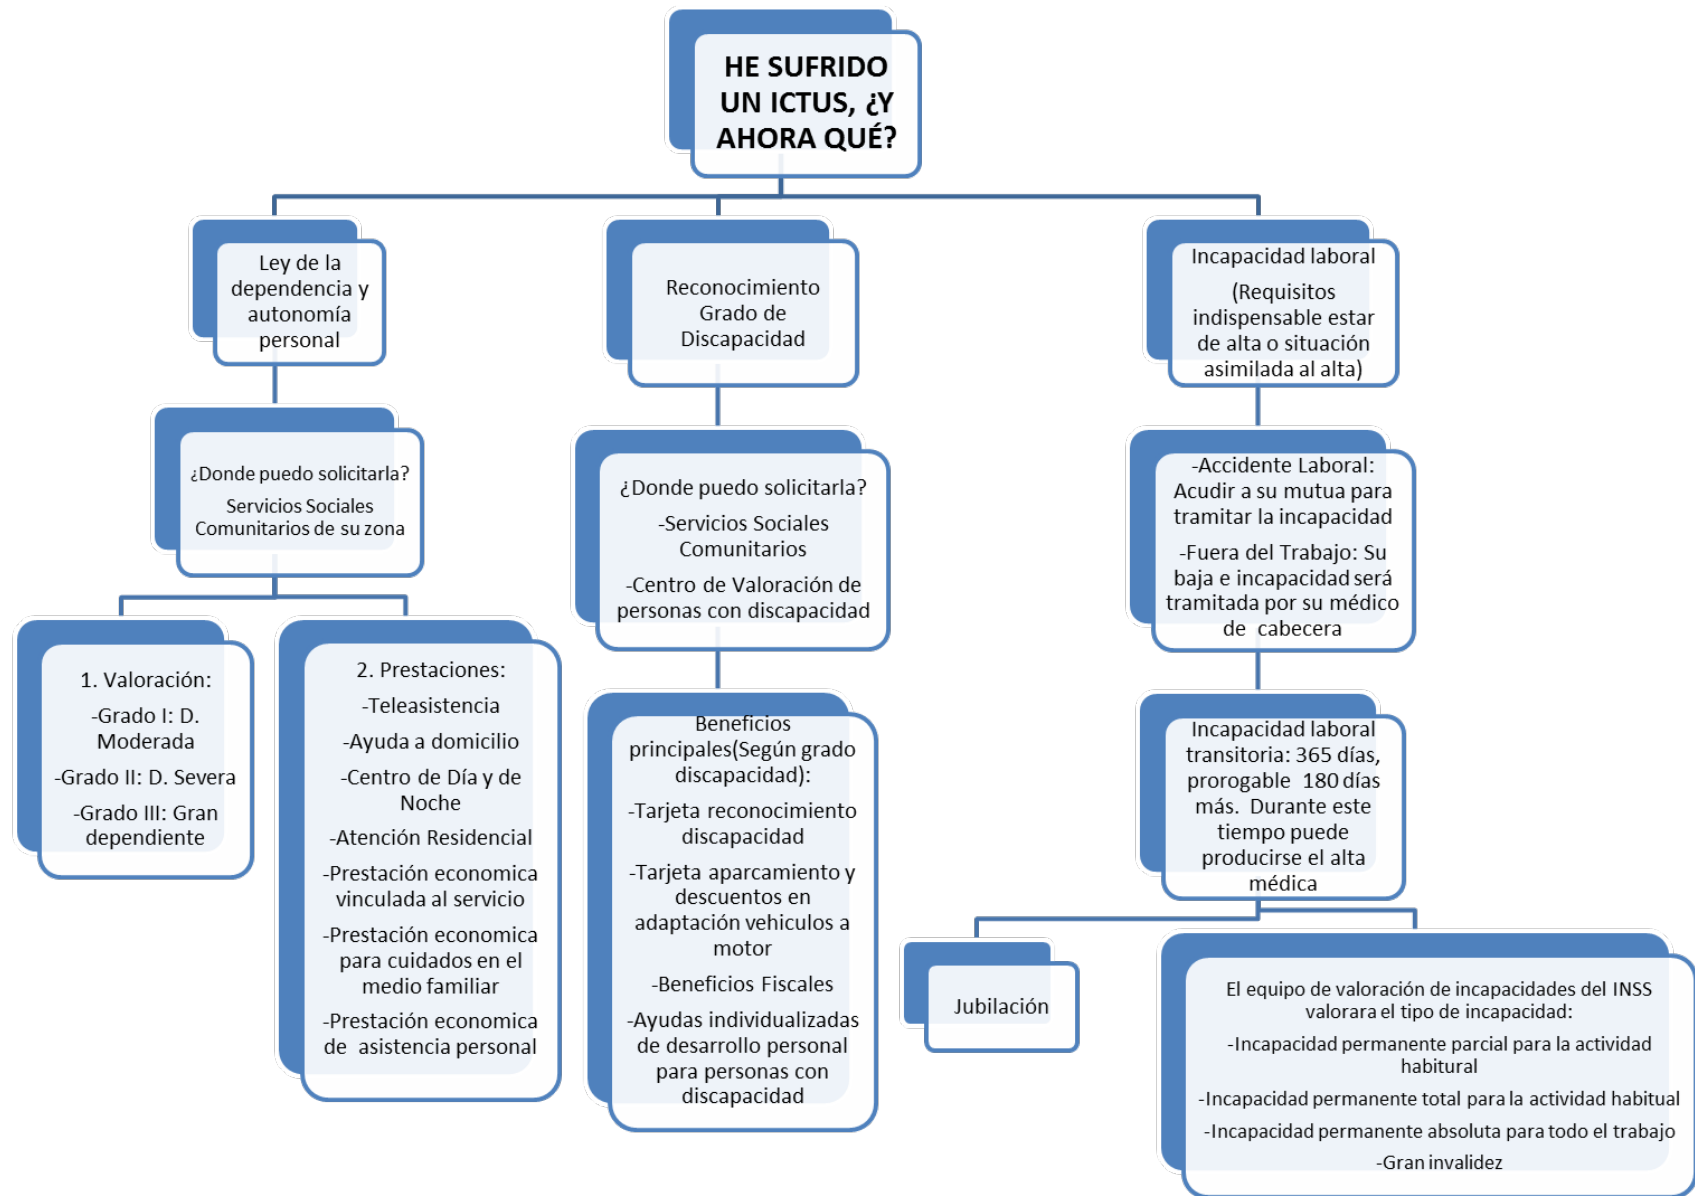 HE SUFRIDO
UN ICTUS, ¿Y
AHORA QUÉ?
Ley de la
dependencia y
autonomía
personal
¿Donde puedo solicitarla?
Servicios Sociales
Comunitarios de su zona
1. Valoración:
-Grado I: D.
Moderada
-Grado II: D. Severa
-Grado III: Gran
dependiente
2. Prestaciones:
-Teleasistencia
-Ayuda a domicilio
-Centro de Día y de
Noche
-Atención Residencial
-Prestación economica
vinculada al servicio
-Prestación economica
para cuidados en el
medio familiar
-Prestación economica
de asistencia personal
Reconocimiento
Grado de
Discapacidad
¿Donde puedo solicitarla?
-Servicios Sociales
Comunitarios
-Centro de Valoración de
personas con discapacidad
Beneficios
principales(Según grado
discapacidad):
-Tarjeta reconocimiento
discapacidad
-Tarjeta aparcamiento y
descuentos en
adaptación vehiculos a
motor
-Beneficios Fiscales
-Ayudas individualizadas
de desarrollo personal
para personas con
discapacidad
Incapacidad laboral
(Requisitos
indispensable estar
de alta o situación
asimilada al alta)
-Accidente Laboral:
Acudir a su mutua para
tramitar la incapacidad
-Fuera del Trabajo: Su
baja e incapacidad será
tramitada por su médico
de cabecera
Incapacidad laboral
transitoria: 365 días,
prorogable 180 días
más. Durante este
tiempo puede
producirse el alta
médica
Jubilación
El equipo de valoración de incapacidades del INSS
valorara el tipo de incapacidad:
-Incapacidad permanente parcial para la actividad
habitural
-Incapacidad permanente total para la actividad habitual
-Incapacidad permanente absoluta para todo el trabajo
-Gran invalidez